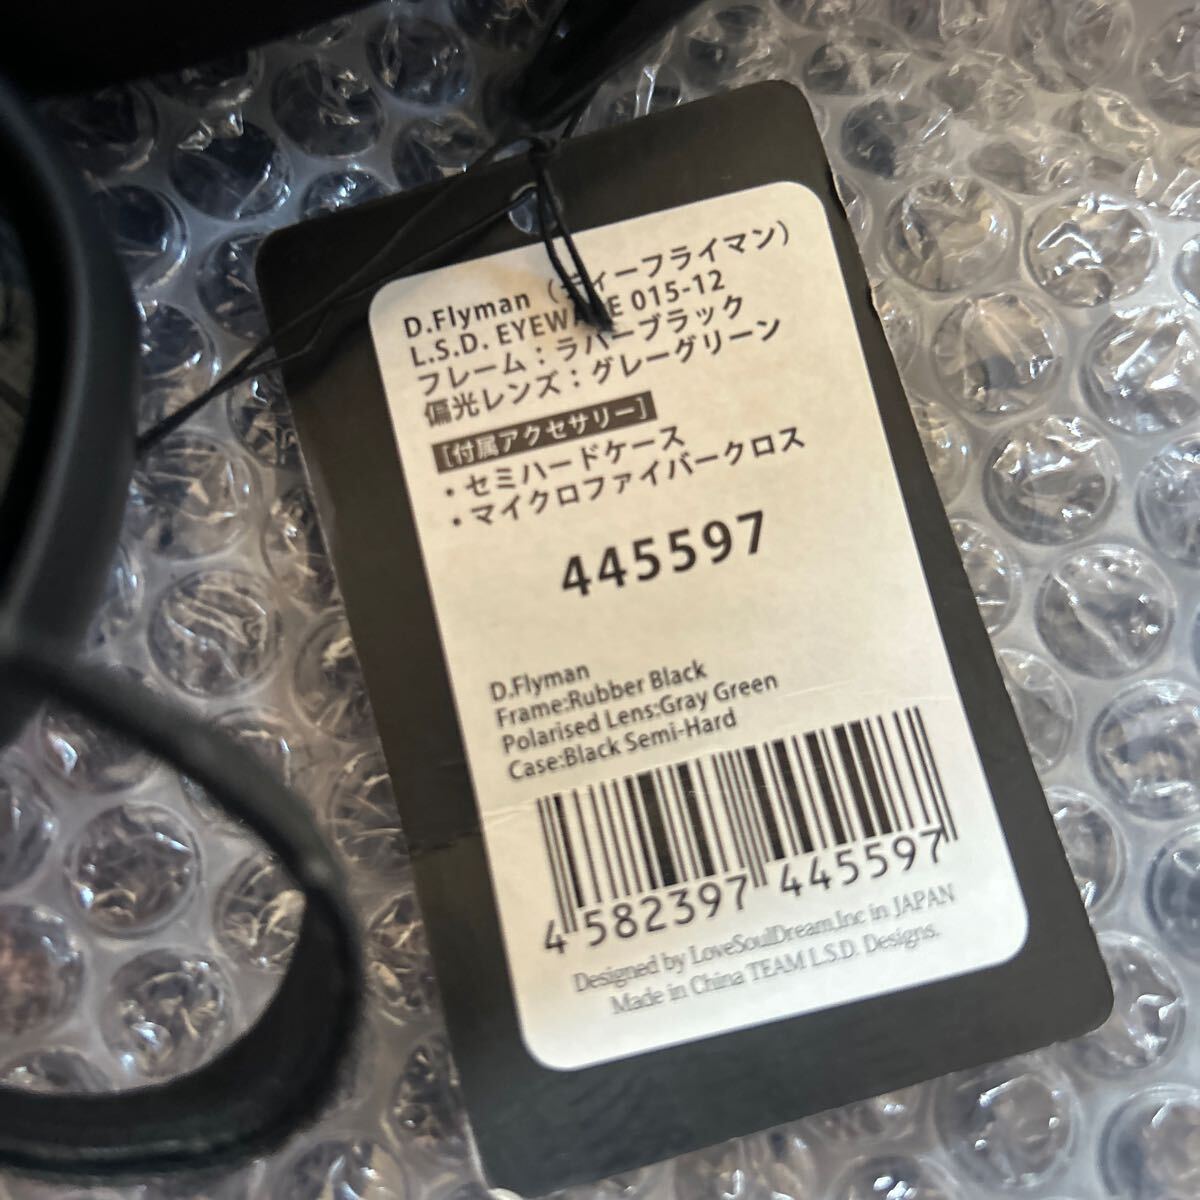 D.Flyman（ディーフライマン）
L.S.D. EYEWARE 015-12
フレーム：ラバーブラック
偏光レンズ：グレーグリーン
[付属アクセサリー]
・セミハードケース
・マイクロファイバークロス
445597
D.Flyman
Frame:Rubber Black
Polarised Lens:Gray Green
Case:Black Semi-Hard
4 582397 445597
Designed by LoveSoulDream,Inc in JAPAN
Made in China TEAM L.S.D. Designs.